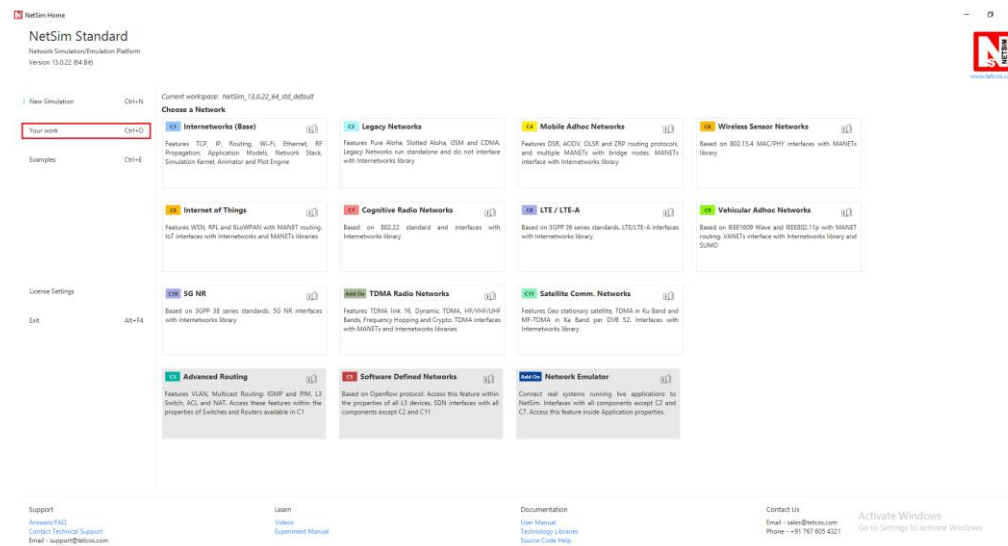 NetSim Home
NetSim Standard
Network Simulation/Emulation Platform
Version 13.0.22 (64 Bit)
NETSIM
www.tetcos.c
New Simulation Ctrl+N
Your work Ctrl+O
Examples Ctrl+E
License Settings
Exit Alt+F4
Current workspace: NetSim_13.0.22_64_std_default
Choose a Network
C1 Internetworks (Base)
Features TCP, IP, Routing, Wi-Fi, Ethernet, RF
Propagation, Application Models, Network Stack,
Simulation Kernel, Animator and Plot Engine
C2 Legacy Networks
Features Pure Aloha, Slotted Aloha, GSM and CDMA.
Legacy Networks run standalone and do not interface
with Internetworks library
C4 Mobile Adhoc Networks
Features DSR, AODV, OLSR and ZRP routing protocols,
and multiple MANETs with bridge nodes. MANETs
interface with Internetworks library
Wireless Sensor Networks
Based on 802.15.4 MAC/PHY interfaces with MANETs
library
Internet of Things
Features WSN, RPL and 6LoWPAN with MANET routing.
IoT interfaces with Internetworks and MANETs libraries
C7 Cognitive Radio Networks
Based on 802.22 standard and interfaces with
Internetworks library
C8 LTE / LTE-A
Based on 3GPP 36 series standards. LTE/LTE-A interfaces
with Internetworks library
C9 Vehicular Adhoc Networks
Based on IEEE1609 Wave and IEEE802.11p with MANET
routing. VANETs interface with Internetworks library and
SUMO
C10 5G NR
Based on 3GPP 38 series standards. 5G NR interfaces
with Internetworks library
Add On TDMA Radio Networks
Features TDMA link 16, Dynamic TDMA, HF/VHF/UHF
Bands, Frequency Hopping and Crypto. TDMA interfaces
with MANETs and Internetworks libraries
C11 Satellite Comm. Networks
Features Geo stationary satellite, TDMA in Ku Band and
MF-TDMA in Ka Band per DVB S2. Interfaces with
Internetworks library
C3 Advanced Routing
Features VLAN, Multicast Routing: IGMP and PIM, L3
Switch, ACL and NAT. Access these features within the
properties of Switches and Routers available in C1
C5 Software Defined Networks
Based on Openflow protocol. Access this feature within
the properties of all L3 devices. SDN interfaces with all
components except C2 and C11
Add On Network Emulator
Connect real systems running live applications to
NetSim. Interfaces with all components except C2 and
C7. Access this feature inside Application properties.
Support
Answers/FAQ
Contact Technical Support
Email - support@tetcos.com
Learn
Videos
Experiment Manual
Documentation
User Manual
Technology Libraries
Source Code Help
Contact Us
Email - sales@tetcos.com
Phone - +91 767 605 4321
Activate Windows
Go to Settings to activate Windows.